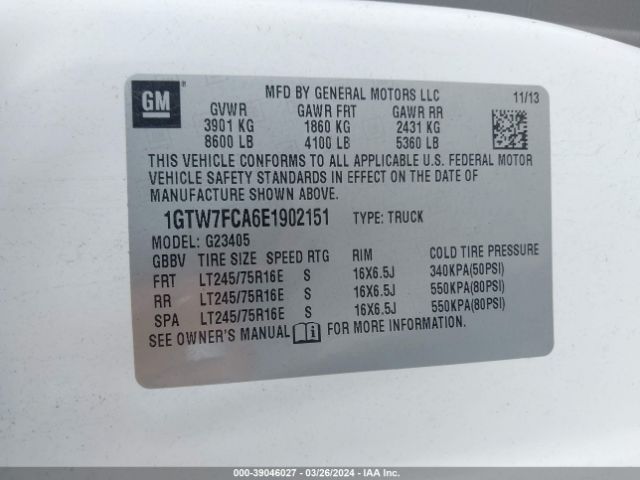 GM
MFD BY GENERAL MOTORS LLC 11/13
GVWR GAWR FRT GAWR RR
3901 KG 1860 KG 2431 KG
8600 LB 4100 LB 5360 LB
THIS VEHICLE CONFORMS TO ALL APPLICABLE U.S. FEDERAL MOTOR
VEHICLE SAFETY STANDARDS IN EFFECT ON THE DATE OF
MANUFACTURE SHOWN ABOVE.
1GTW7FCA6E1902151 TYPE: TRUCK
MODEL: G23405
GBBV TIRE SIZE SPEED RTG RIM COLD TIRE PRESSURE
FRT LT245/75R16E S 16X6.5J 340KPA(50PSI)
RR LT245/75R16E S 16X6.5J 550KPA(80PSI)
SPA LT245/75R16E S 16X6.5J 550KPA(80PSI)
SEE OWNER'S MANUAL i FOR MORE INFORMATION.
Stock: 39046027 - 03/26/2024 - IAAI.com